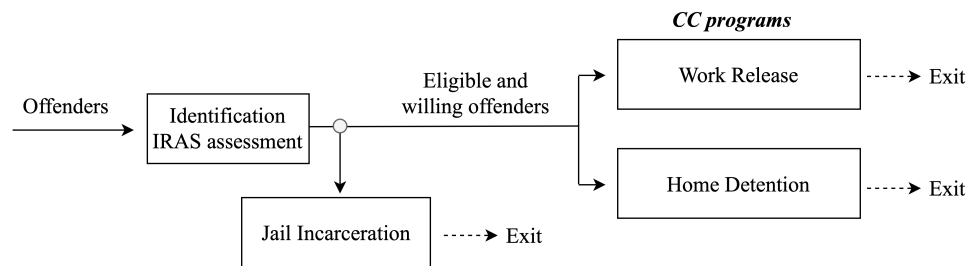 CC programs
Work Release
Exit
Eligible and
willing offenders
Offenders
Identification
IRAS assessment
Home Detention
Exit
Jail Incarceration
Exit